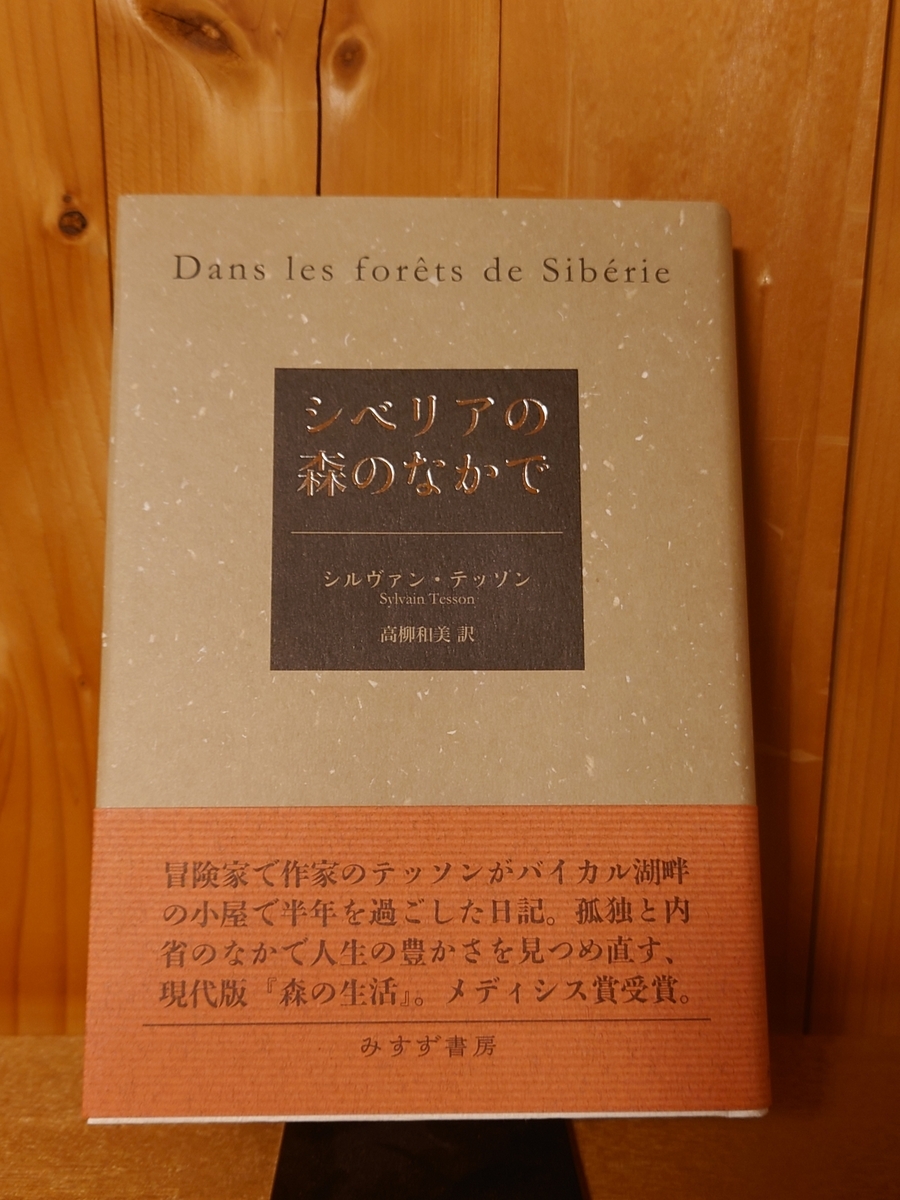 Dans les forêts de Sibérie
シベリアの
森のなかで
シルヴァン・テッソン
Sylvain Tesson
高柳和美 訳
冒険家で作家のテッソンがバイカル湖畔
の小屋で半年を過ごした日記。孤独と内
省のなかで人生の豊かさを見つめ直す、
現代版『森の生活』。メディシス賞受賞。
みすず書房